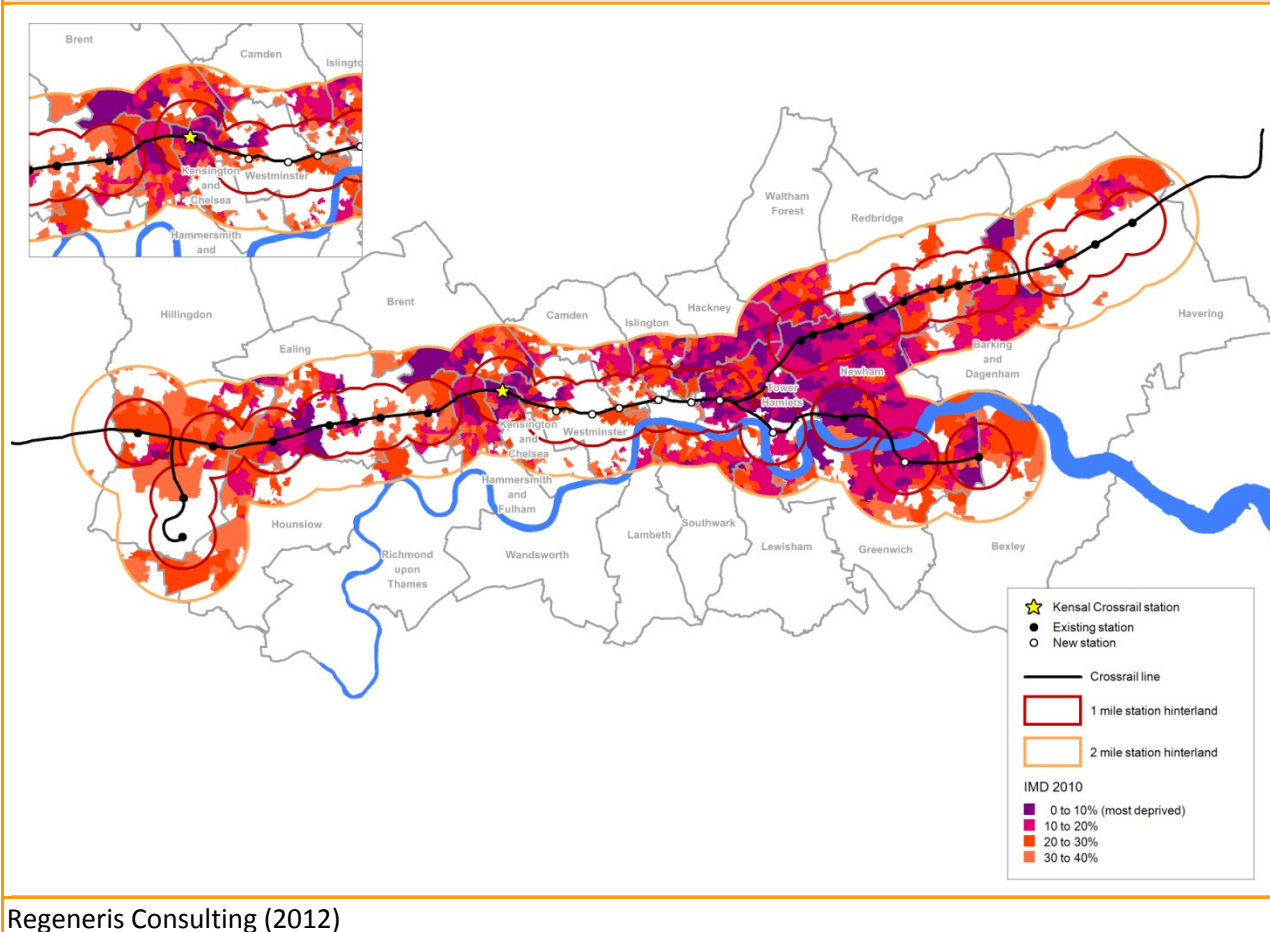 Brent
Camden
Islingto
Kensington
and
Chelsea
Westminster
Hammersmith
and
Waltham
Forest
Redbridge
Hillingdon
Brent
Camden
Islington
Hackney
Havering
Ealing
Barking
and
Dagenham
Newham
Tower
Hamlets
Kensington
and
Chelsea
Westminster
Hammersmith
and
Fulham
Hounslow
Richmond
upon
Thames
Wandsworth
Lambeth
Southwark
Lewisham
Greenwich
Bexley
Kensal Crossrail station
Existing station
New station
Crossrail line
1 mile station hinterland
2 mile station hinterland
IMD 2010
0 to 10% (most deprived)
10 to 20%
20 to 30%
30 to 40%
Regeneris Consulting (2012)